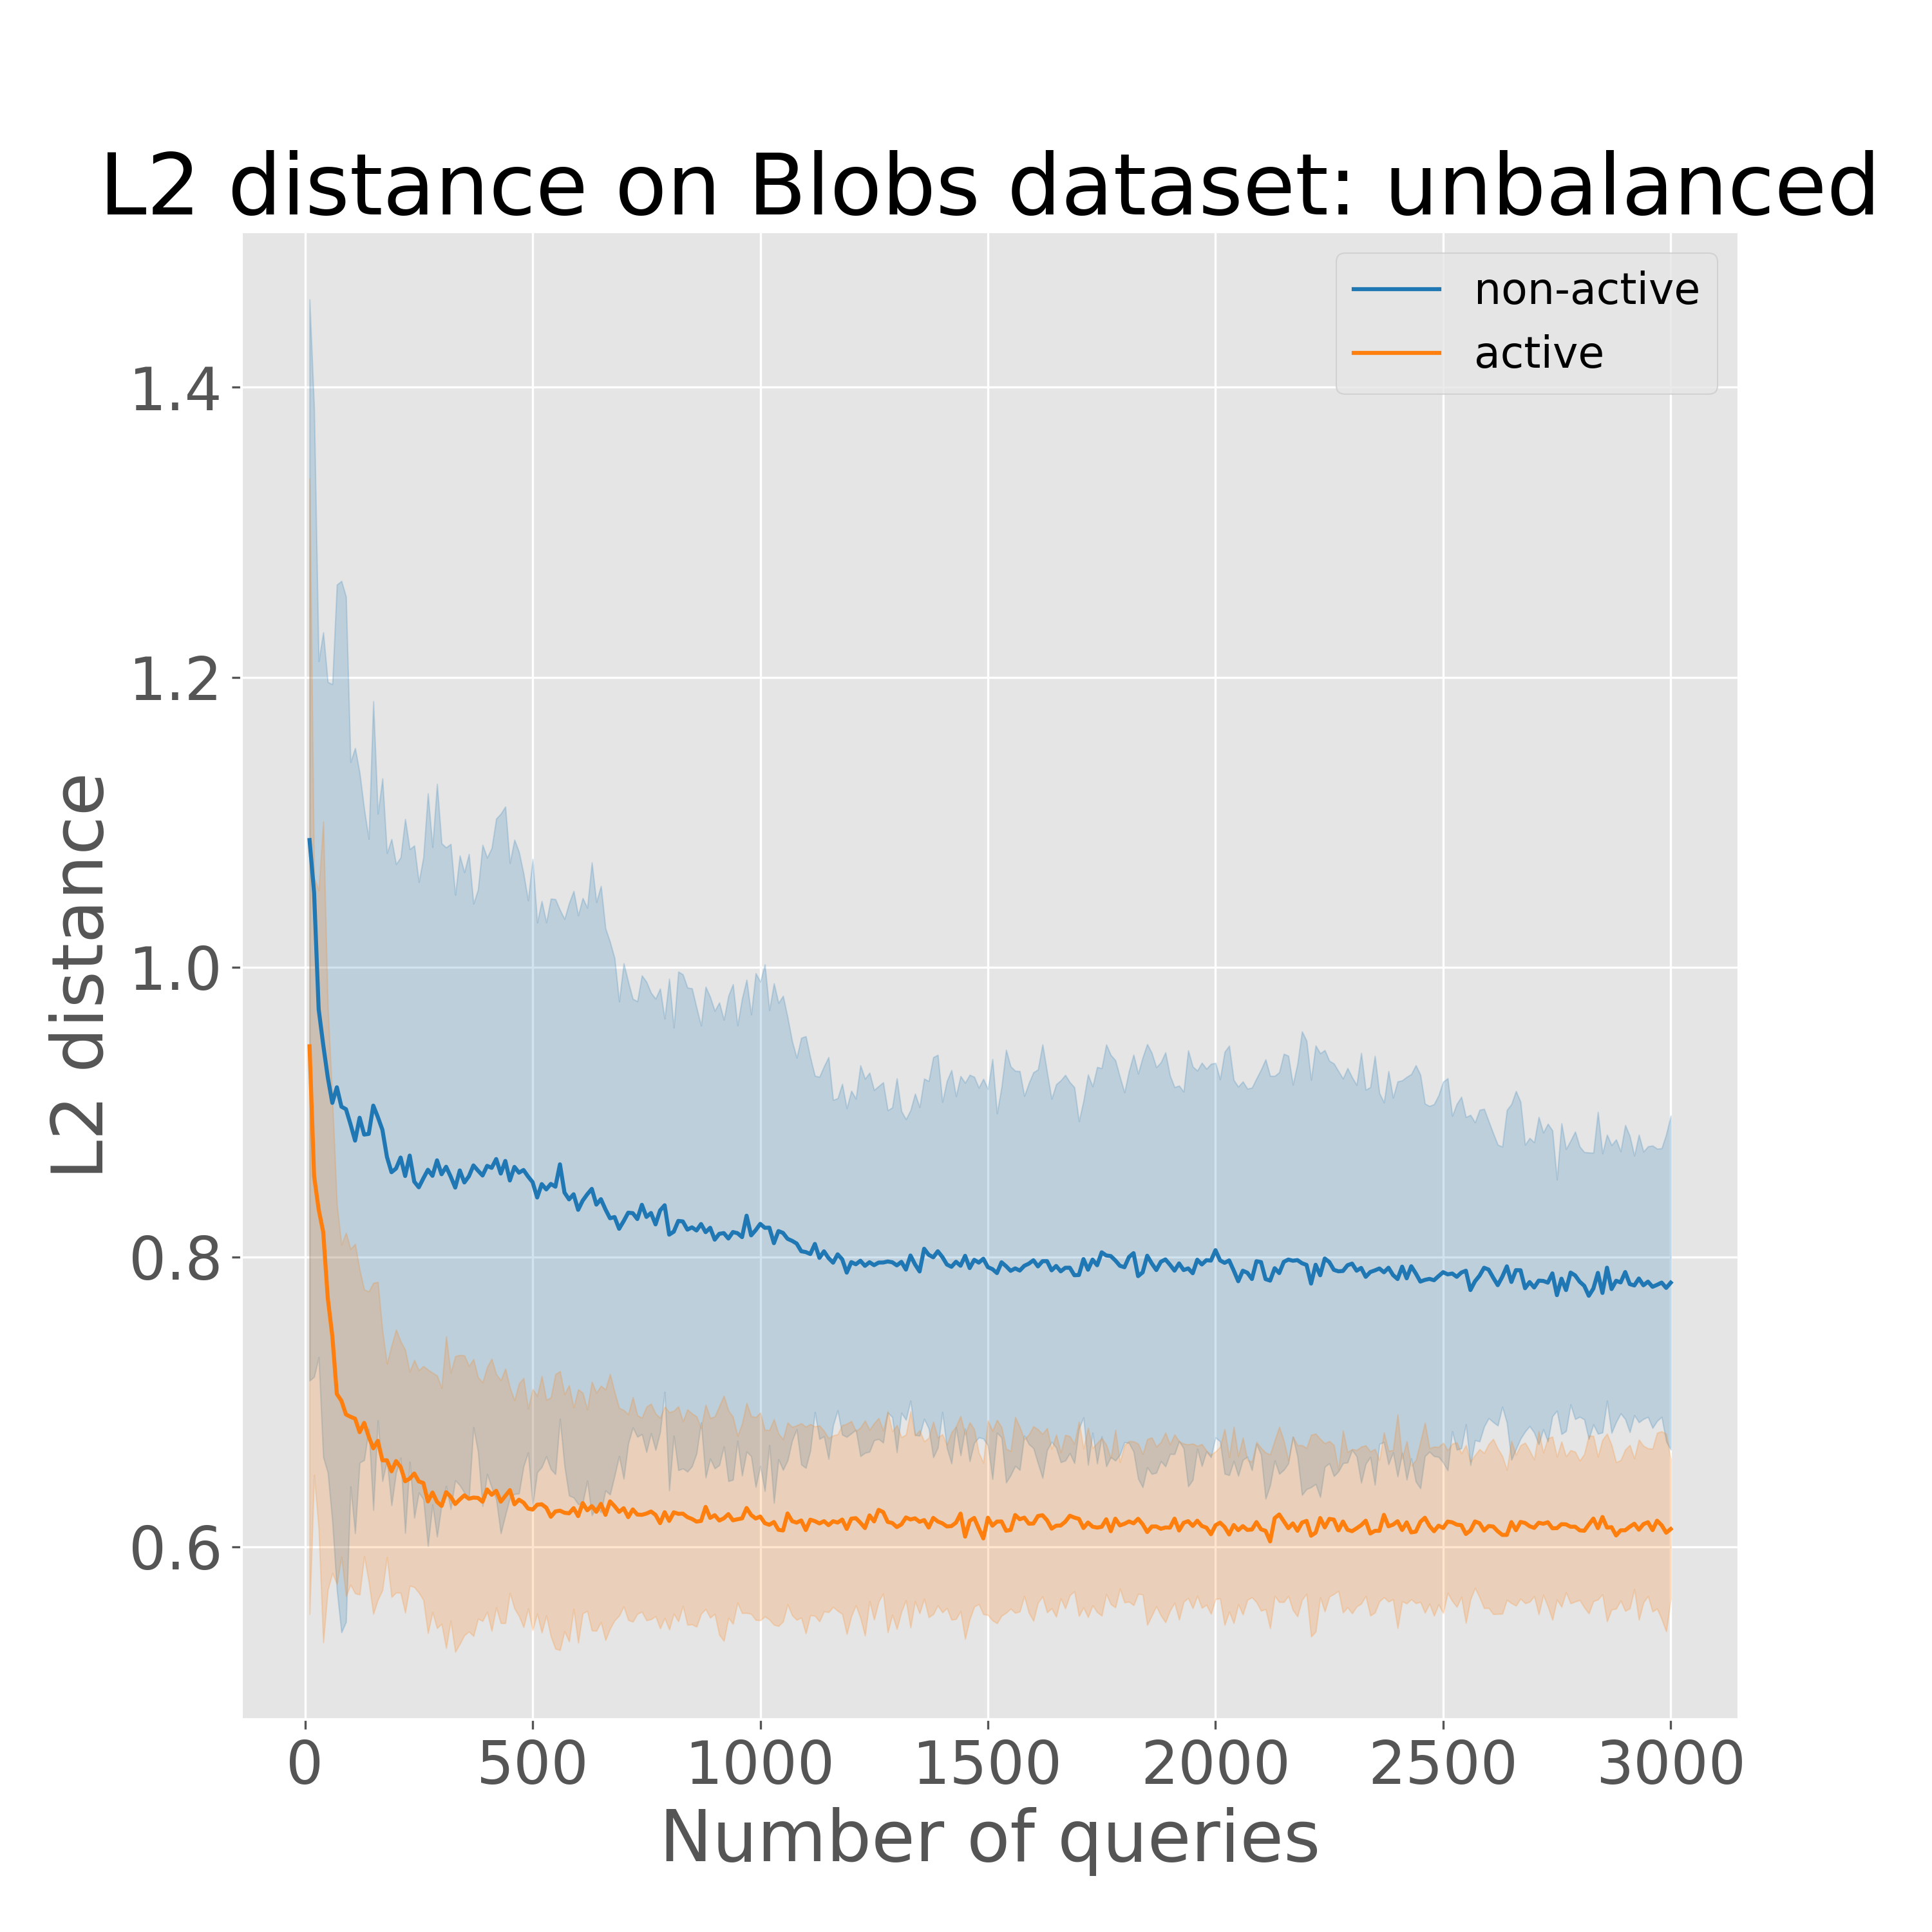 L2 distance on Blobs dataset: unbalanced
non-active
active
1.4
1.2
1.0
0.8
0.6
L2 distance
0 500 1000 1500 2000 2500 3000
Number of queries